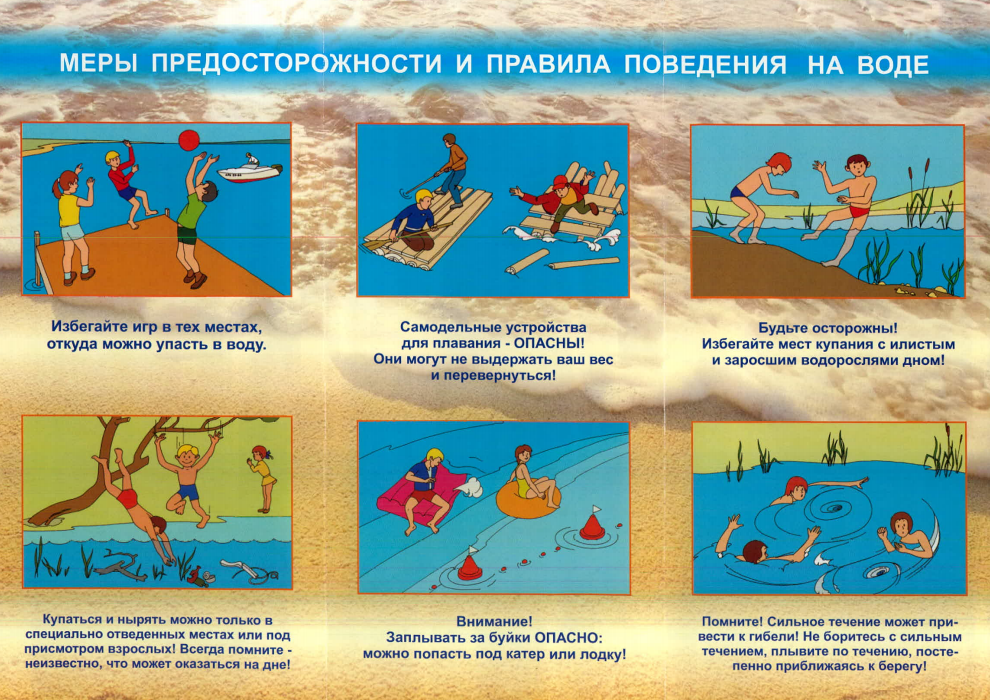 МЕРЫ ПРЕДОСТОРОЖНОСТИ И ПРАВИЛА ПОВЕДЕНИЯ НА ВОДЕ
Избегайте игр в тех местах,
откуда можно упасть в воду.
Самодельные устройства
для плавания - ОПАСНЫ!
Они могут не выдержать ваш вес
и перевернуться!
Будьте осторожны!
Избегайте мест купания с илистым
и заросшим водорослями дном!
Купаться и нырять можно только в
специально отведенных местах или под
присмотром взрослых! Всегда помните -
неизвестно, что может оказаться на дне!
Внимание!
Заплывать за буйки ОПАСНО:
можно попасть под катер или лодку!
Помните! Сильное течение может при-
вести к гибели! Не боритесь с сильным
течением, плывите по течению, посте-
пенно приближаясь к берегу!